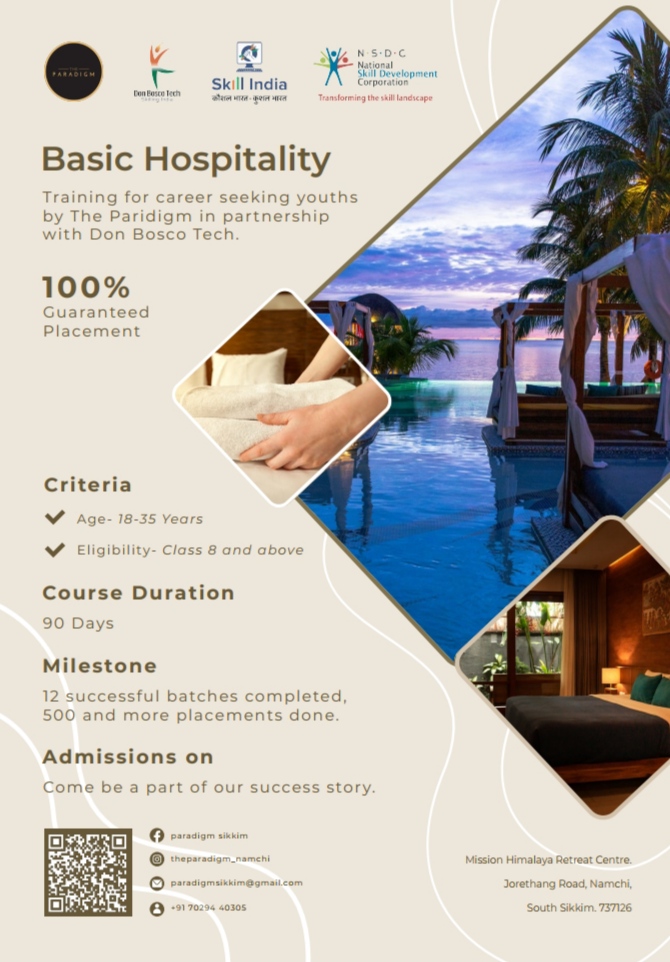 PARADIGM
Don Bosco Tech
Skill India
कौशल भारत - कुशल भारत
N·S·D·C
National
Skill Development
Corporation
Transforming the skill landscape
Basic Hospitality
Training for career seeking youths
by The Paridigm in partnership
with Don Bosco Tech.
100%
Guaranteed
Placement
Criteria
Age- 18-35 Years
Eligibility- Class 8 and above
Course Duration
90 Days
Milestone
12 successful batches completed,
500 and more placements done.
Admissions on
Come be a part of our success story.
paradigm sikkim
theparadigm_namchi
paradigmsikkim@gmail.com
+91 70294 40305
Mission Himalaya Retreat Centre.
Jorethang Road, Namchi,
South Sikkim. 737126